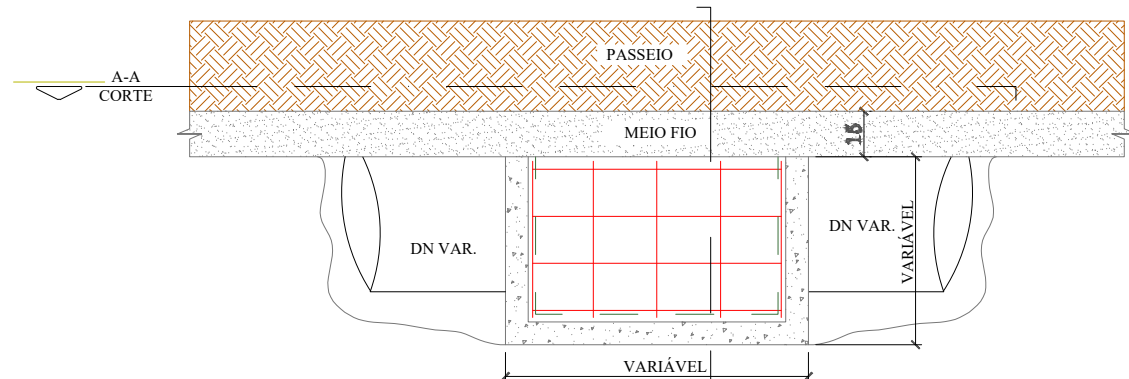 PASSEIO
A-A
CORTE
MEIO FIO
15
DN VAR.
DN VAR.
VARIÁVEL
VARIÁVEL